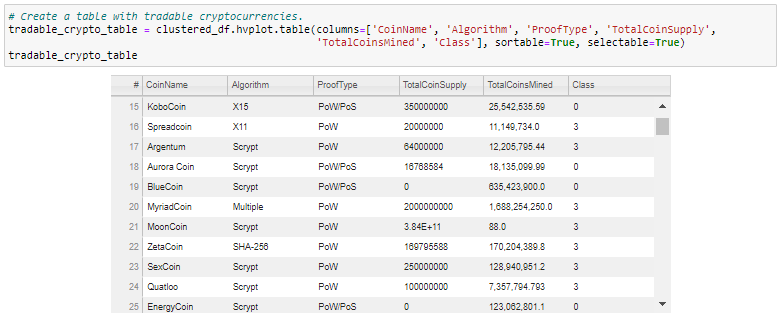 # Create a table with tradable cryptocurrencies.
tradable_crypto_table = clustered_df.hvplot.table(columns=['CoinName', 'Algorithm', 'ProofType', 'TotalCoinSupply',
'TotalCoinsMined', 'Class'], sortable=True, selectable=True)
tradable_crypto_table
# CoinName Algorithm ProofType TotalCoinSupply TotalCoinsMined Class
15 KoboCoin X15 PoW/PoS 350000000 25,542,535.59 0
16 Spreadcoin X11 PoW 20000000 11,149,734.0 3
17 Argentum Scrypt PoW 64000000 12,205,795.44 3
18 Aurora Coin Scrypt PoW/PoS 16768584 18,135,099.99 0
19 BlueCoin Scrypt PoW/PoS 0 635,423,900.0 0
20 MyriadCoin Multiple PoW 2000000000 1,688,254,250.0 3
21 MoonCoin Scrypt PoW 3.84E+11 88.0 3
22 ZetaCoin SHA-256 PoW 169795588 170,204,389.8 3
23 SexCoin Scrypt PoW 250000000 128,940,951.2 3
24 Quatloo Scrypt PoW 100000000 7,357,794.793 3
25 EnergyCoin Scrypt PoW/PoS 0 123,062,801.1 0